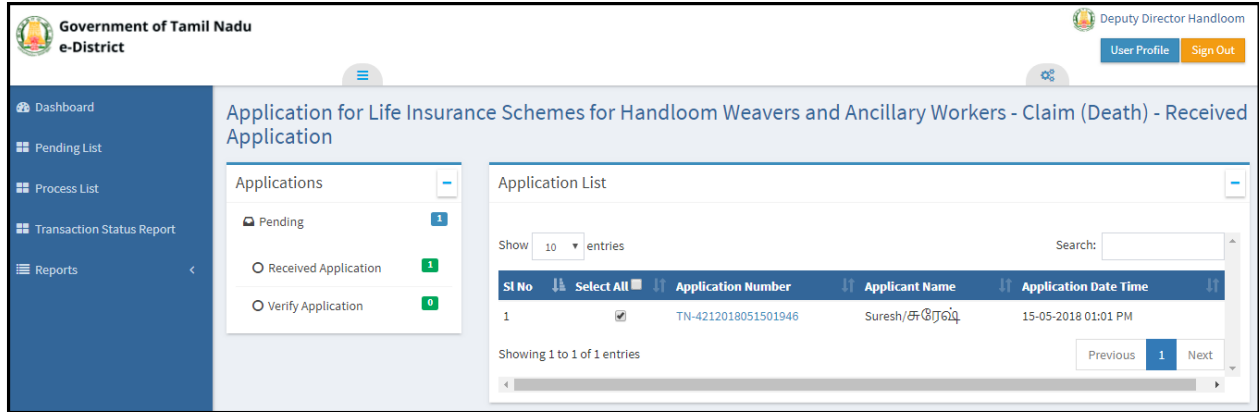 Government of Tamil Nadu
e-District
Deputy Director Handloom
User Profile
Sign Out
Dashboard
Pending List
Process List
Transaction Status Report
Reports
Application for Life Insurance Schemes for Handloom Weavers and Ancillary Workers - Claim (Death) - Received
Application
Applications
Pending 1
Received Application 1
Verify Application 0
Application List
Show 10 entries
Search:
Sl No Select All Application Number Applicant Name Application Date Time
1 TN-4212018051501946 Suresh/சுரேஷ் 15-05-2018 01:01 PM
Showing 1 to 1 of 1 entries
Previous 1 Next